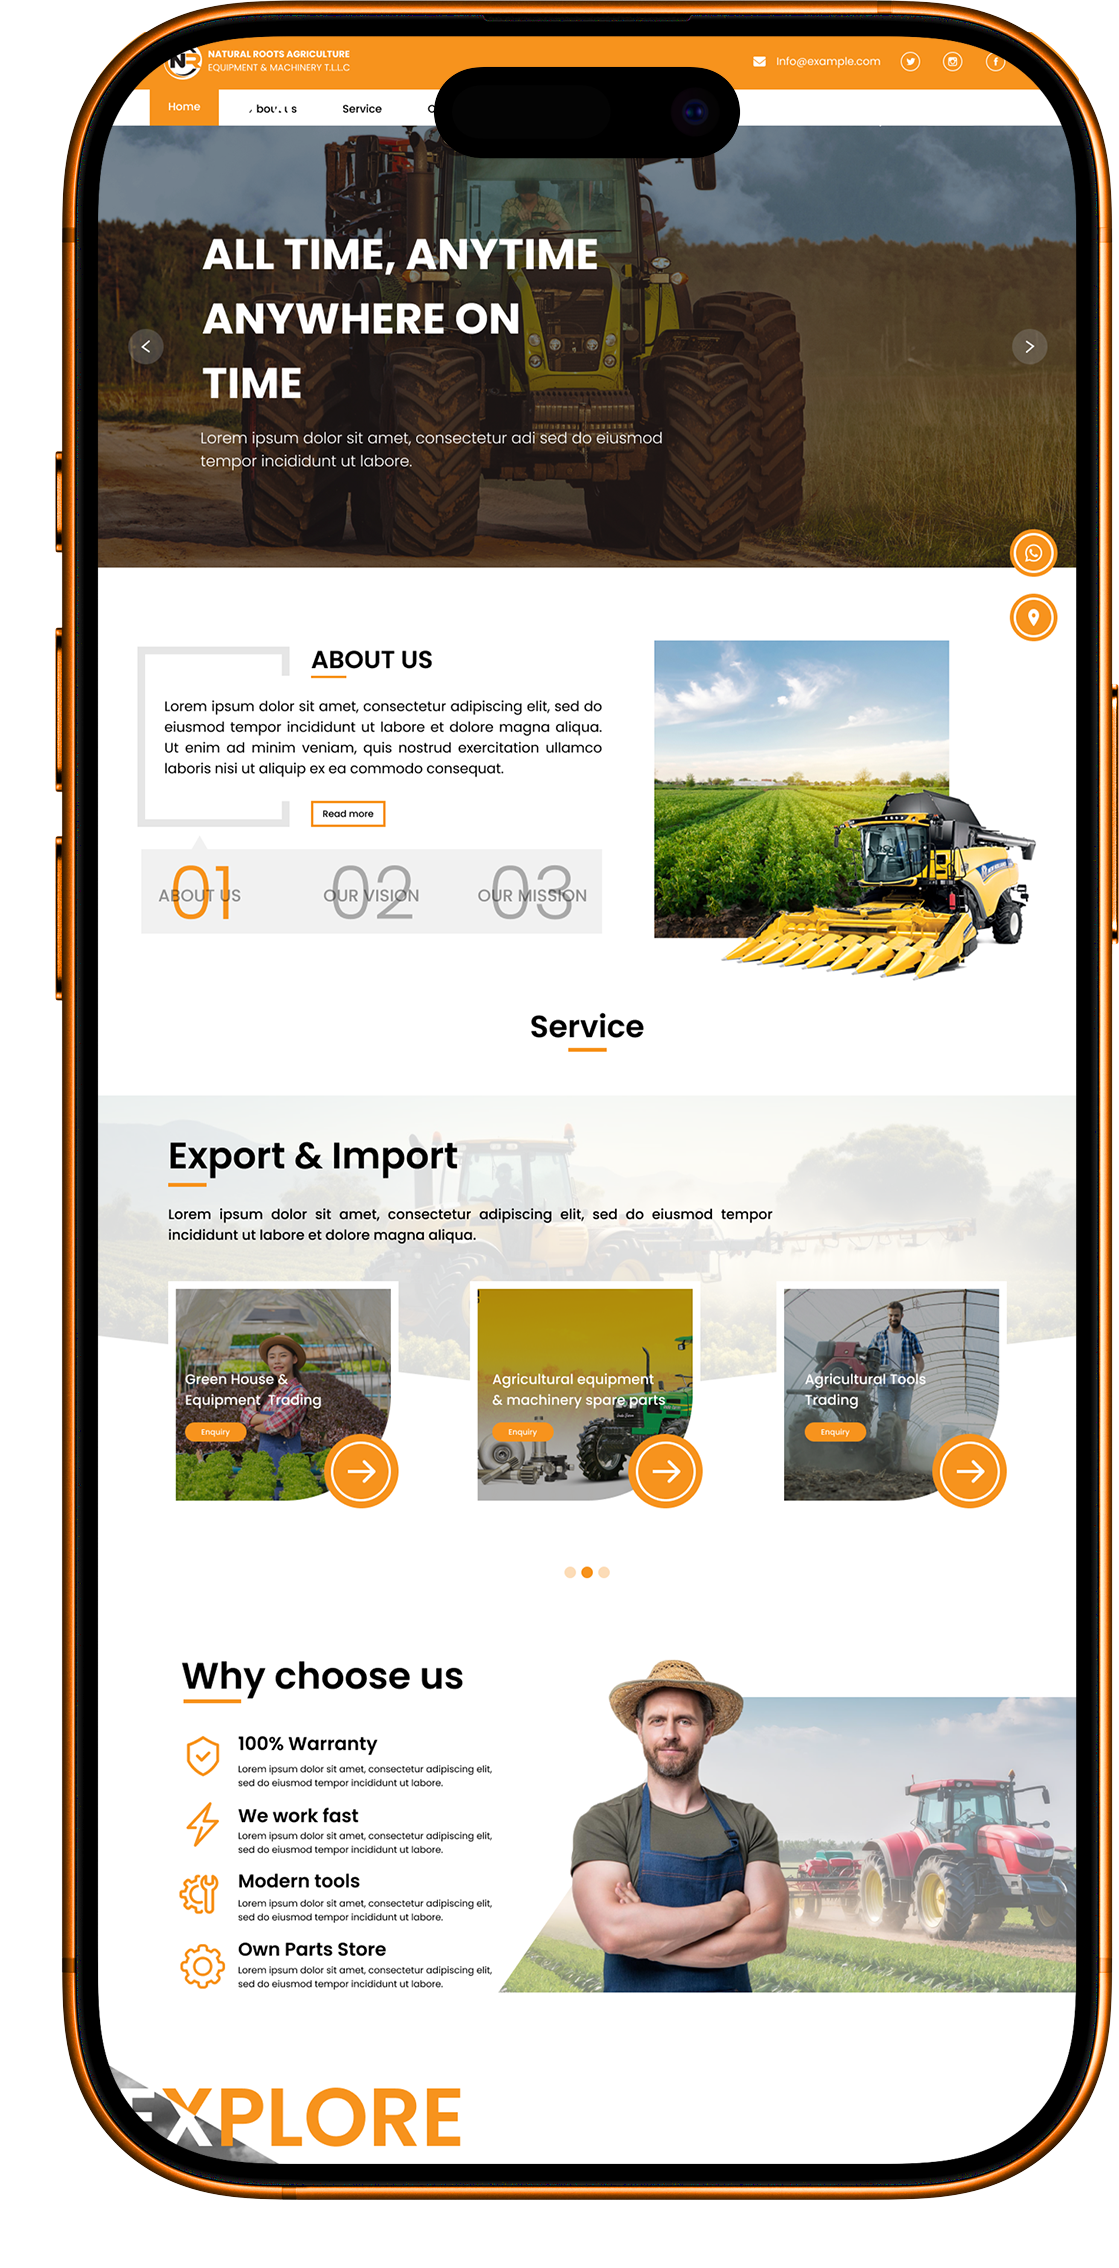 NR
NATURAL ROOTS AGRICULTURE
EQUIPMENT & MACHINERY T.L.L.C
Info@example.com
Home
Service
ALL TIME, ANYTIME
ANYWHERE ON
TIME
Lorem ipsum dolor sit amet, consectetur adi sed do eiusmod
tempor incididunt ut labore.
ABOUT US
Lorem ipsum dolor sit amet, consectetur adipiscing elit, sed do
eiusmod tempor incididunt ut labore et dolore magna aliqua.
Ut enim ad minim veniam, quis nostrud exercitation ullamco
laboris nisi ut aliquip ex ea commodo consequat.
Read more
01 ABOUT US
02 OUR VISION
03 OUR MISSION
Service
Export & Import
Lorem ipsum dolor sit amet, consectetur adipiscing elit, sed do eiusmod tempor
incididunt ut labore et dolore magna aliqua.
Green House &
Equipment Trading
Enquiry
Agricultural equipment
& machinery spare parts
Enquiry
Agricultural Tools
Trading
Enquiry
Why choose us
100% Warranty
Lorem ipsum dolor sit amet, consectetur adipiscing elit,
sed do eiusmod tempor incididunt ut labore.
We work fast
Lorem ipsum dolor sit amet, consectetur adipiscing elit,
sed do eiusmod tempor incididunt ut labore.
Modern tools
Lorem ipsum dolor sit amet, consectetur adipiscing elit,
sed do eiusmod tempor incididunt ut labore.
Own Parts Store
Lorem ipsum dolor sit amet, consectetur adipiscing elit,
sed do eiusmod tempor incididunt ut labore.
EXPLORE